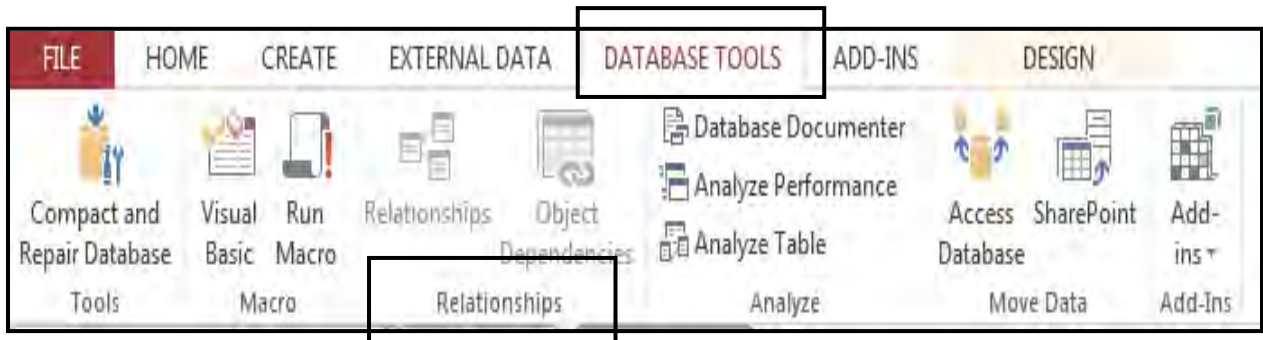 FILE HOME CREATE EXTERNAL DATA DATABASE TOOLS ADD-INS DESIGN
Compact and
Repair Database
Tools
Visual
Basic
Run
Macro
Macro
Relationships
Object
Dependencies
Relationships
Database Documenter
Analyze Performance
Analyze Table
Analyze
Access
Database
SharePoint
Move Data
Add-
ins
Add-Ins